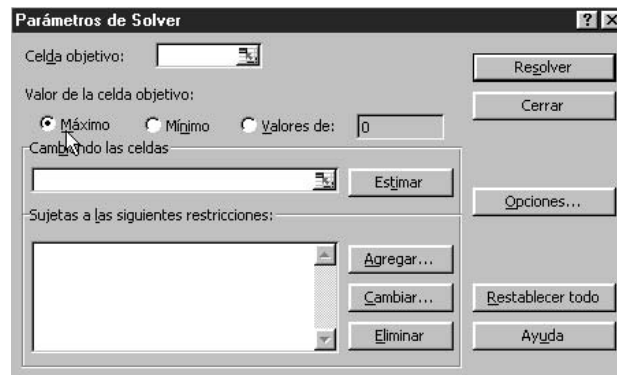 Parámetros de Solver
Celda objetivo:
Resolver
Valor de la celda objetivo:
Cerrar
Máximo Mínimo Valores de: 0
Cambiando las celdas
Estimar
Opciones...
Sujetas a las siguientes restricciones:
Agregar...
Cambiar... Restablecer todo
Eliminar Ayuda